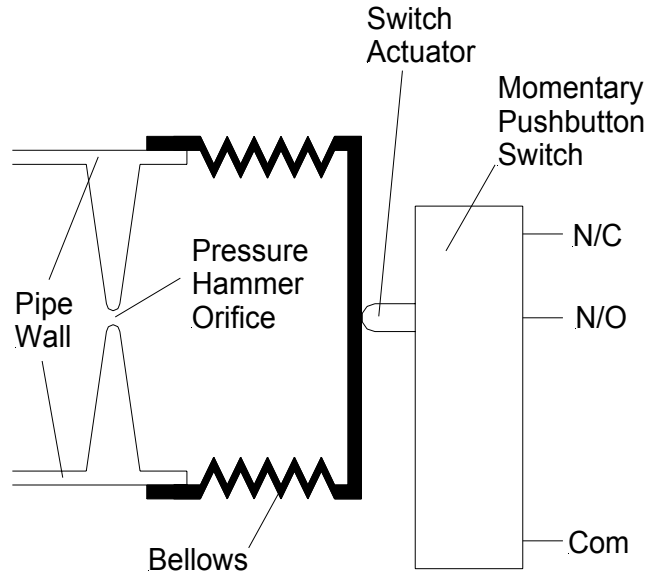 Switch
Actuator
Momentary
Pushbutton
Switch
N/C
Pressure
Hammer
Orifice
Pipe
Wall
N/O
Com
Bellows